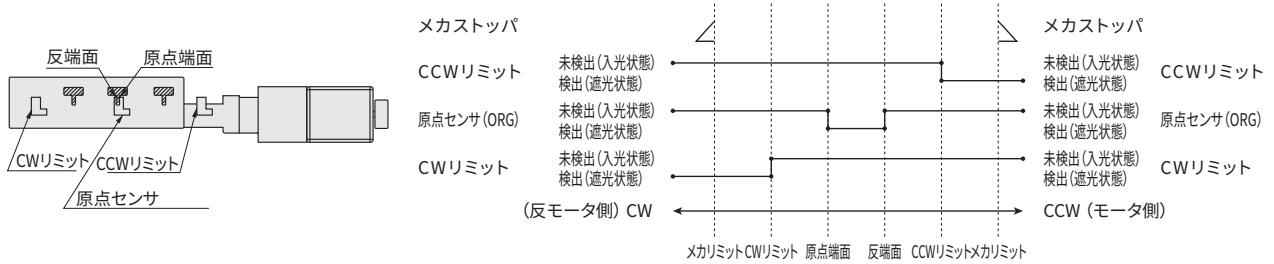 反端面
原点端面
CWリミット
CCWリミット
原点センサ
メカストッパ
メカストッパ
CCWリミット
未検出(入光状態)
検出(遮光状態)
未検出(入光状態)
検出(遮光状態)
CCWリミット
原点センサ(ORG)
未検出(入光状態)
検出(遮光状態)
未検出(入光状態)
検出(遮光状態)
原点センサ(ORG)
CWリミット
未検出(入光状態)
検出(遮光状態)
未検出(入光状態)
検出(遮光状態)
CWリミット
(反モータ側) CW
CCW (モータ側)
メカリミット CWリミット 原点端面 反端面 CCWリミット メカリミット